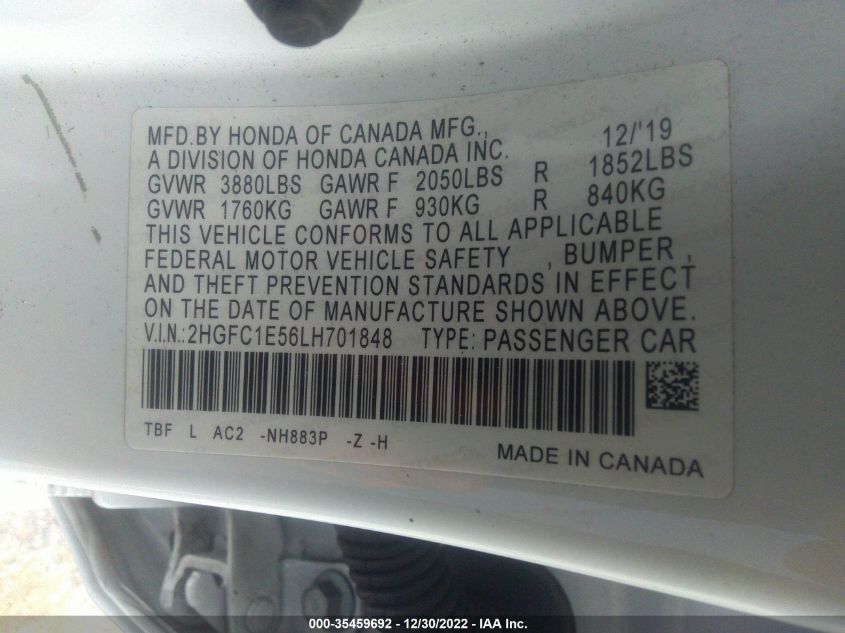 MFD.BY HONDA OF CANADA MFG., 12/'19
A DIVISION OF HONDA CANADA INC.
GVWR 3880LBS GAWR F 2050LBS R 1852LBS
GVWR 1760KG GAWR F 930KG R 840KG
THIS VEHICLE CONFORMS TO ALL APPLICABLE
FEDERAL MOTOR VEHICLE SAFETY , BUMPER ,
AND THEFT PREVENTION STANDARDS IN EFFECT
ON THE DATE OF MANUFACTURE SHOWN ABOVE.
V.I.N.:2HGFC1E56LH701848 TYPE: PASSENGER CAR
TBF L AC2 -NH883P -Z -H
MADE IN CANADA
000-35459692 - 12/30/2022 - IAA Inc.